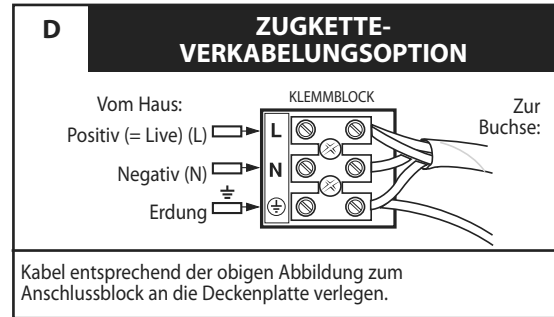 D
ZUGKETTE-
VERKABELUNGSOPTION
KLEMMBLOCK
Vom Haus:
Zur
Buchse:
Positiv (= Live) (L)
L
Negativ (N)
N
Erdung
Kabel entsprechend der obigen Abbildung zum
Anschlussblock an die Deckenplatte verlegen.